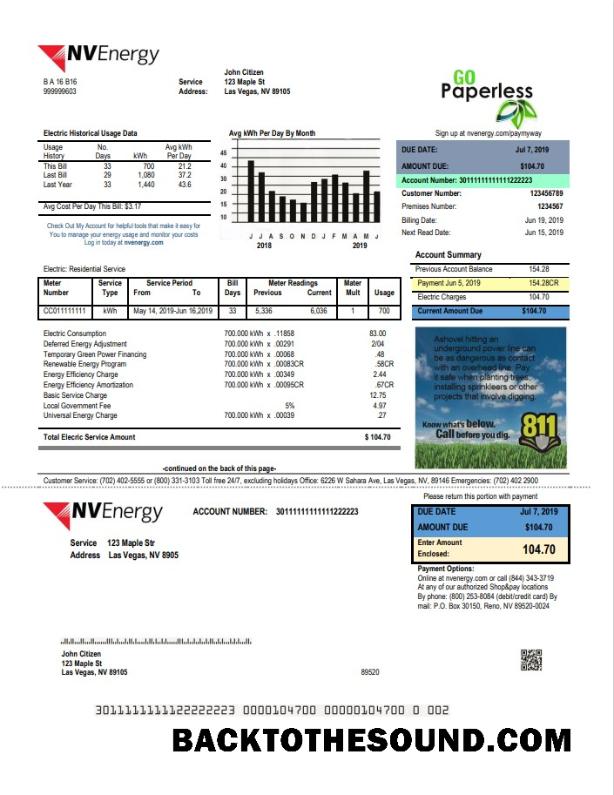 NVEnergy
B A 16 B16
999999603
Service
Address:
John Citizen
123 Maple St
Las Vegas, NV 89105
GO
Paperless
Sign up at nvenergy.com/paymyway
Electric Historical Usage Data
Usage History No. Days kWh Avg kWh Per Day
This Bill 33 700 21.2
Last Bill 29 1,080 37.2
Last Year 33 1,440 43.6
Avg Cost Per Day This Bill: $3.17
Check Out My Account for helpful tools that make it easy for
You to manage your energy usage and monitor your costs
Log in today at nvenergy.com
Avg kWh Per Day By Month
45
40
35
30
20
15
10
J J A S O N D J F M A M J
2018 2019
DUE DATE: Jul 7, 2019
AMOUNT DUE: $104.70
Account Number: 3011111111111222223
Customer Number: 123456789
Premises Number: 1234567
Billing Date: Jun 19, 2019
Next Read Date: Jun 15, 2019
Account Summary
Previous Account Balance 154.28
Payment Jun 5, 2019 154.28CR
Electric Charges 104.70
Current Amount Due $104.70
Electric: Residential Service
Meter Number Service Type Service Period From To Bill Days Meter Readings Previous Current Mater Mult Usage
CC011111111 kWh May 14, 2019-Jun 16,2019 33 5,336 6,036 1 700
Electric Consumption 700.000 kWh x .11858 83.00
Deferred Energy Adjustment 700.000 kWh x .00291 2/04
Temporary Green Power Financing 700.000 kWh x .00068 .48
Renewable Energy Program 700.000 kWh x .00083CR .58CR
Energy Efficiency Charge 700.000 kWh x .00349 2.44
Energy Efficiency Amortization 700.000 kWh x .00095CR .67CR
Basic Service Charge 12.75
Local Government Fee 5% 4.97
Universal Energy Charge 700.000 kWh x .00039 .27
Total Elecric Service Amount $ 104.70
Ashovel hitting an
underground power line can
be as dangerous as contact
with an overhead line. Pay
it safe when planting trees,
installing sprinklers or other
projects that involve digging.
Know what's below.
Call before you dig.
811
-continued on the back of this page-
Customer Service: (702) 402-5555 or (800) 331-3103 Toll free 24/7, excluding holidays Office: 6226 W Sahara Ave, Las Vegas, NV, 89146 Emergencies: (702) 402 2900
Please return this portion with payment
NVEnergy
ACCOUNT NUMBER: 3011111111111222223
Service 123 Maple Str
Address Las Vegas, NV 8905
DUE DATE Jul 7, 2019
AMOUNT DUE $104.70
Enter Amount
Enclosed: 104.70
Payment Options:
Online at nvenergy.com or call (844) 343-3719
At any of our authorized Shop&pay locations
By phone: (800) 253-8084 (debit/credit card) By
mail: P.O. Box 30150, Reno, NV 89520-0024
John Citizen
123 Maple St
Las Vegas, NV 89105
89520
3011111111122222223 0000104700 00000104700 0 002
BACKTOTHESOUND.COM